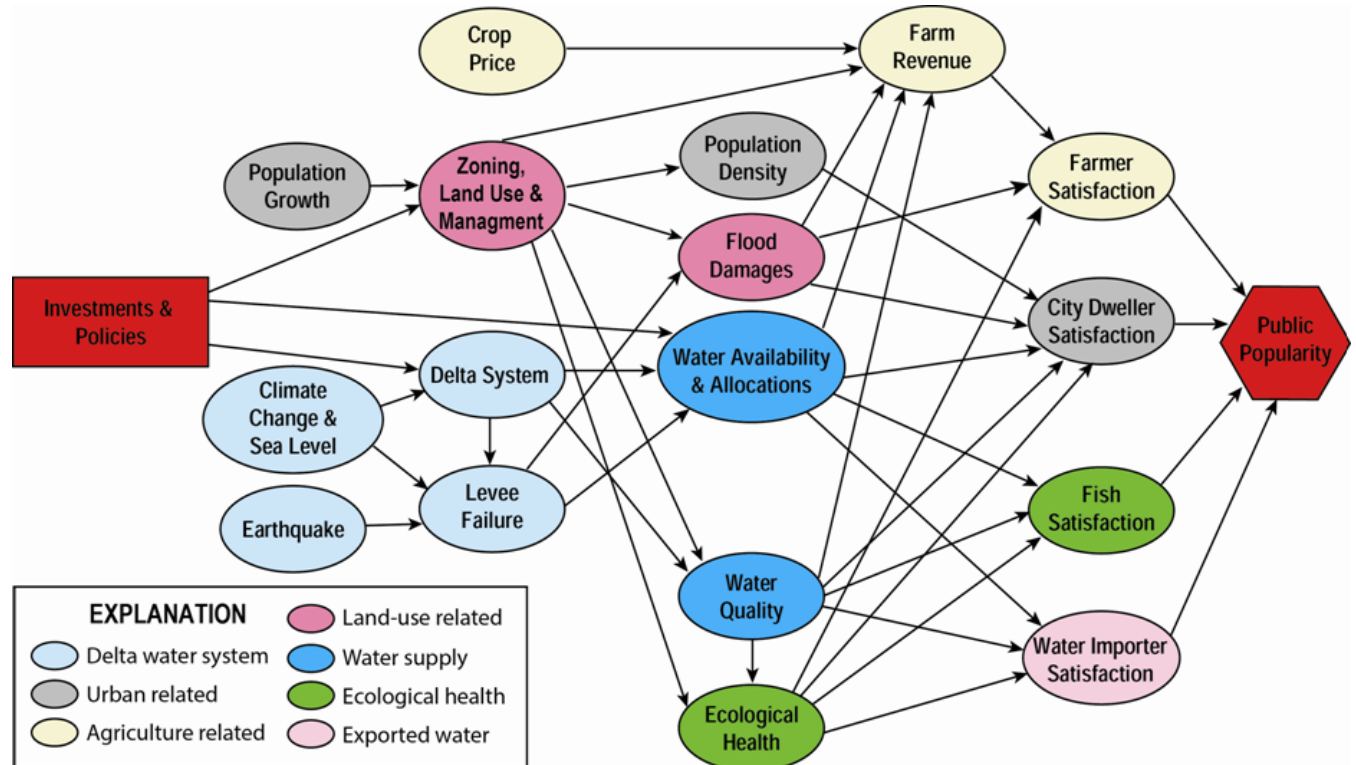 Crop
Price
Farm
Revenue
Population
Growth
Zoning,
Land Use &
Managment
Population
Density
Farmer
Satisfaction
Flood
Damages
Investments &
Policies
Delta System
Water Availability
& Allocations
City Dweller
Satisfaction
Public
Popularity
Climate
Change &
Sea Level
Levee
Failure
Earthquake
Fish
Satisfaction
Water
Quality
Water Importer
Satisfaction
Ecological
Health
EXPLANATION
Delta water system
Urban related
Agriculture related
Land-use related
Water supply
Ecological health
Exported water